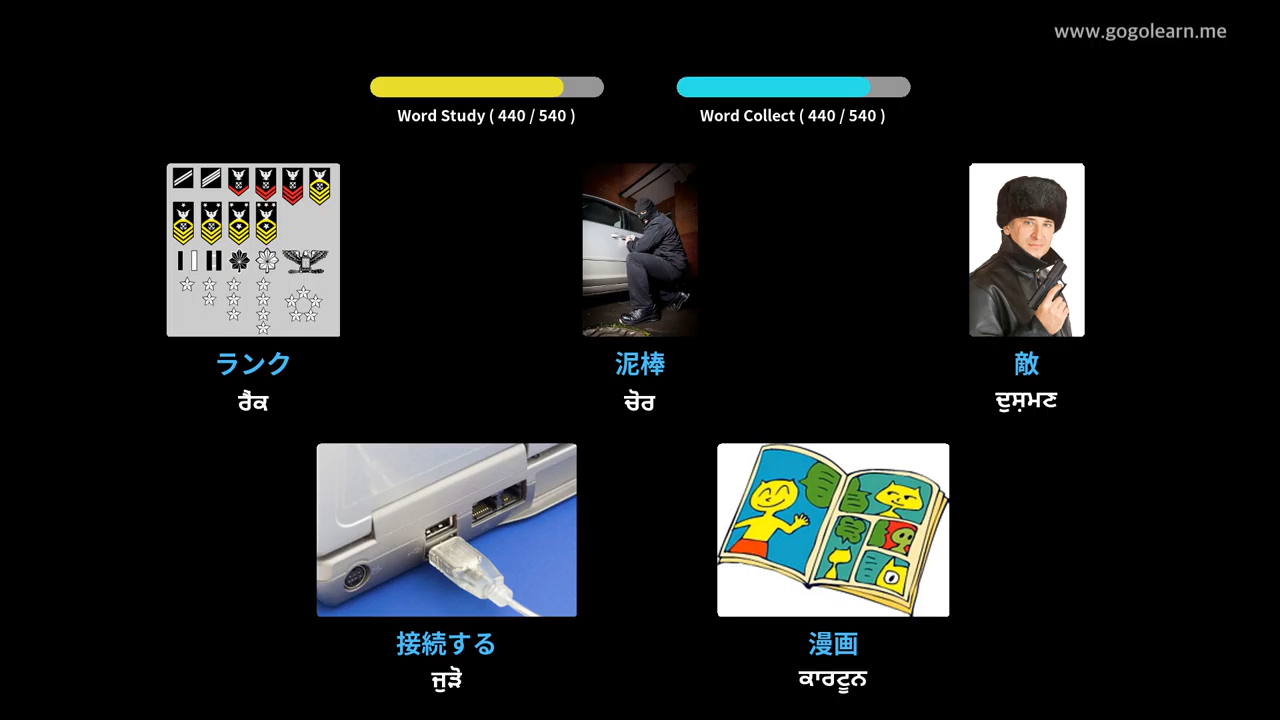 www.gogolearn.me
Word Study ( 440 / 540 )
Word Collect ( 440 / 540 )
ランク
ਰੈਂਕ
泥棒
ਚੋਰ
敵
ਦੁਸ਼ਮਣ
接続する
ਜੁੜੋ
漫画
ਕਾਰਟੂਨ